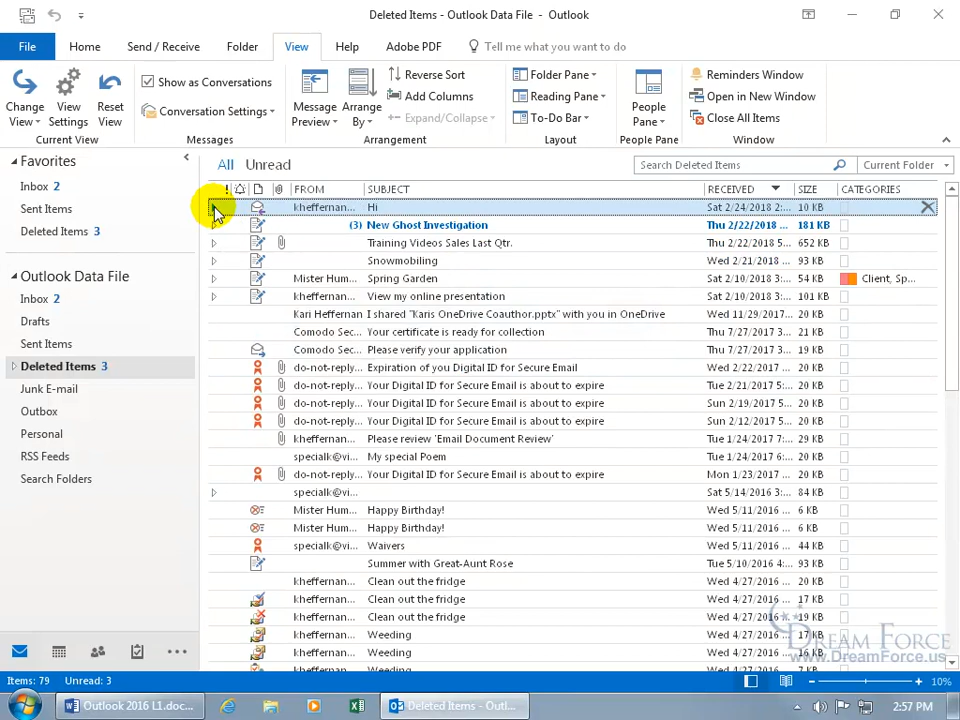 Deleted Items - Outlook Data File - Outlook
File Home Send / Receive Folder View Help Adobe PDF Tell me what you want to do
Change View View Settings Reset View
Current View
Show as Conversations
Conversation Settings
Messages
Message Preview Arrange By
Reverse Sort
Add Columns
Expand/Collapse
Arrangement
Folder Pane
Reading Pane
To-Do Bar
Layout
People Pane
People Pane
Reminders Window
Open in New Window
Close All Items
Window
Favorites
Inbox 2
Sent Items
Deleted Items 3
Outlook Data File
Inbox 2
Drafts
Sent Items
Deleted Items 3
Junk E-mail
Outbox
Personal
RSS Feeds
Search Folders
All Unread
Search Deleted Items Current Folder
! FROM SUBJECT RECEIVED SIZE CATEGORIES
kheffernan... Hi Sat 2/24/2018 2:... 10 KB
(3) New Ghost Investigation Thu 2/22/2018 ... 181 KB
Training Videos Sales Last Qtr. Thu 2/22/2018 5... 652 KB
Snowmobiling Wed 2/21/2018... 93 KB
Mister Hum... Spring Garden Sat 2/10/2018 3:... 54 KB Client, Sp...
kheffernan... View my online presentation Sat 2/10/2018 3:... 101 KB
Kari Heffernan I shared "Karis OneDrive Coauthor.pptx" with you in OneDrive Wed 11/29/2017... 20 KB
Comodo Sec... Your certificate is ready for collection Thu 7/27/2017 3... 21 KB
Comodo Sec... Please verify your application Thu 7/27/2017 3... 19 KB
do-not-reply... Expiration of you Digital ID for Secure Email Wed 2/22/2017 ... 20 KB
do-not-reply... Your Digital ID for Secure Email is about to expire Tue 2/21/2017 5:... 20 KB
do-not-reply... Your Digital ID for Secure Email is about to expire Sun 2/19/2017 5... 20 KB
do-not-reply... Your Digital ID for Secure Email is about to expire Sun 2/12/2017 5... 20 KB
kheffernan... Please review 'Email Document Review' Tue 1/24/2017 7:... 29 KB
specialk@vi... My special Poem Tue 1/24/2017 6:... 20 KB
do-not-reply... Your Digital ID for Secure Email is about to expire Mon 1/23/2017 ... 20 KB
specialk@vi... Sat 5/14/2016 3:... 84 KB
Mister Hum... Happy Birthday! Wed 5/11/2016 ... 6 KB
Mister Hum... Happy Birthday! Wed 5/11/2016 ... 6 KB
specialk@vi... Waivers Wed 5/11/2016 ... 44 KB
Summer with Great-Aunt Rose Tue 5/10/2016 4:... 93 KB
kheffernan... Clean out the fridge Wed 4/27/2016 ... 20 KB
kheffernan... Clean out the fridge Wed 4/27/2016 ... 17 KB
kheffernan... Clean out the fridge Wed 4/27/2016 ... 19 KB
kheffernan... Weeding Wed 4/27/2016 ... 17 KB
kheffernan... Weeding Wed 4/27/2016 ... 16 KB
kheffernan... Weeding Wed 4/27/2016
DREAM FORCE
www.DreamForce.us
Items: 79 Unread: 3 10%
Outlook 2016 L1.doc... Deleted Items - Outl... 2:57 PM